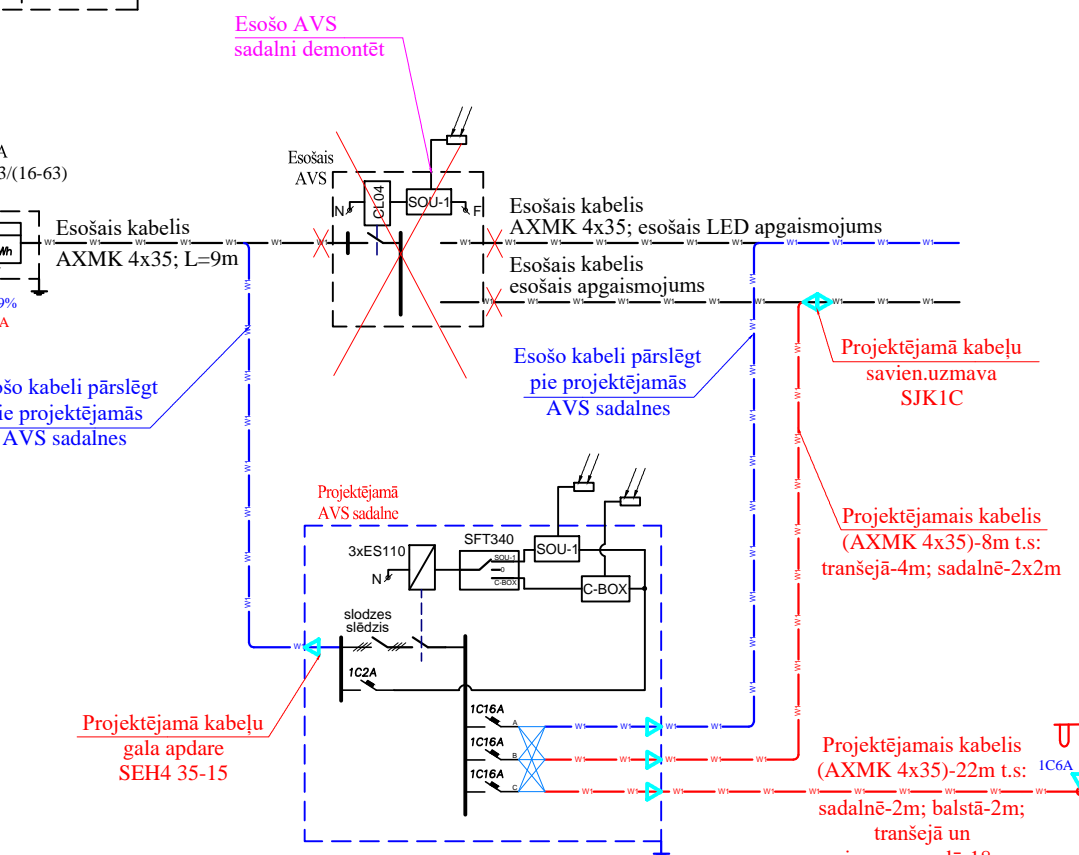 Esošo AVS
sadalni demontēt
A
3/(16-63)
Esošais
AVS
CL04
SOU-1
N
F
Esošais kabelis
AXMK 4x35; L=9m
Wh
9%
A
Esošais kabelis
AXMK 4x35; esošais LED apgaismojums
Esošais kabelis
esošais apgaismojums
W1
ošo kabeli pārslēgt
ie projektējamās
AVS sadalnes
Esošo kabeli pārslēgt
pie projektējamās
AVS sadalnes
Projektējamā kabeļu
savien.uzmava
SJK1C
Projektējamā
AVS sadalne
3xES110
N
SFT340
SOU-1
0
C-BOX
SOU-1
C-BOX
slodzes
slēdzis
1C2A
1C16A
A
1C16A
B
1C16A
C
Projektējamais kabelis
(AXMK 4x35)-8m t.s:
tranšejā-4m; sadalnē-2x2m
Projektējamā kabeļu
gala apdare
SEH4 35-15
Projektējamais kabelis
(AXMK 4x35)-22m t.s:
1C6A
sadalnē-2m; balstā-2m;
tranšejā un